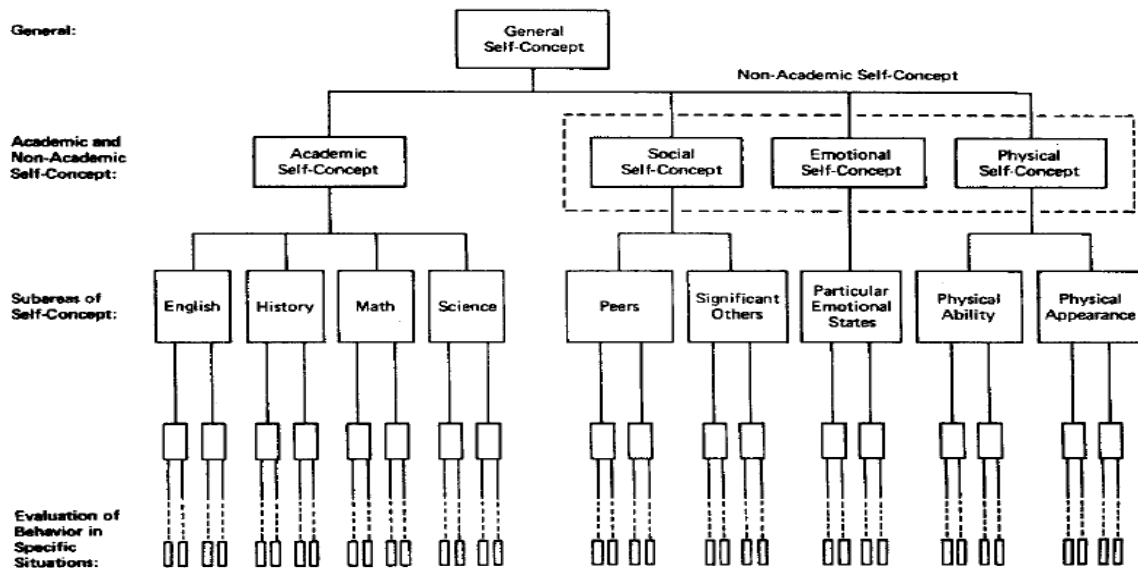 General:
General
Self-Concept
Non-Academic Self-Concept
Academic and
Non-Academic
Self-Concept:
Academic
Self-Concept
Social
Self-Concept
Emotional
Self-Concept
Physical
Self-Concept
Subareas of
Self-Concept:
English
History
Math
Science
Peers
Significant
Others
Particular
Emotional
States
Physical
Ability
Physical
Appearance
Evaluation of
Behavior in
Specific
Situations: